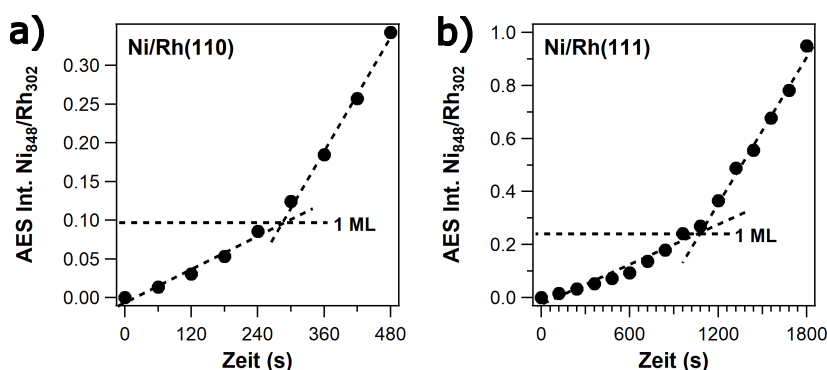 a)
Ni/Rh(110)
AES Int. Ni848/Rh302
0.30
0.25
0.20
0.15
0.10
0.05
0.00
1 ML
0 120 240 360 480
Zeit (s)
b)
Ni/Rh(111)
AES Int. Ni848/Rh302
1.0
0.8
0.6
0.4
0.2
0.0
1 ML
0 600 1200 1800
Zeit (s)